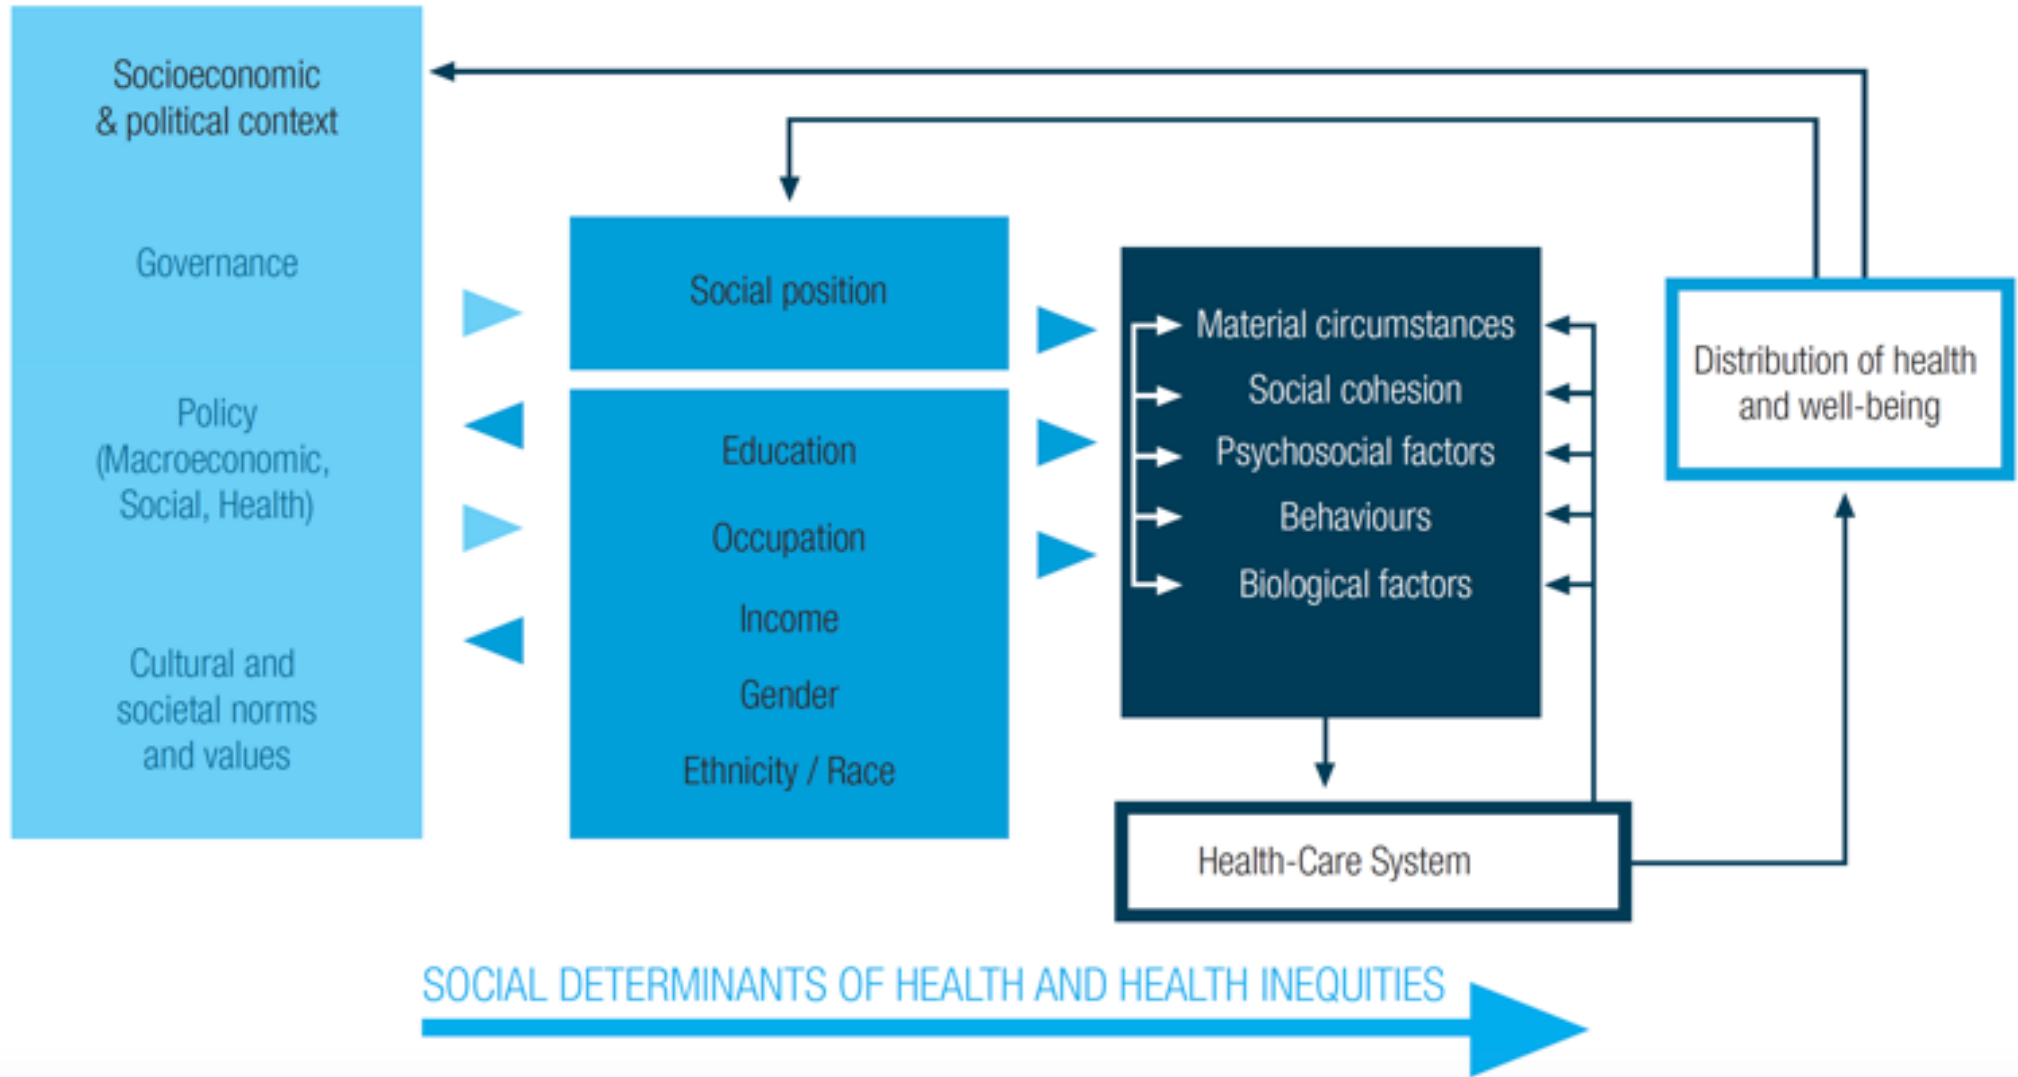 Socioeconomic
& political context
Governance
Policy
(Macroeconomic,
Social, Health)
Cultural and
societal norms
and values
Social position
Education
Occupation
Income
Gender
Ethnicity / Race
Material circumstances
Social cohesion
Psychosocial factors
Behaviours
Biological factors
Health-Care System
Distribution of health
and well-being
SOCIAL DETERMINANTS OF HEALTH AND HEALTH INEQUITIES